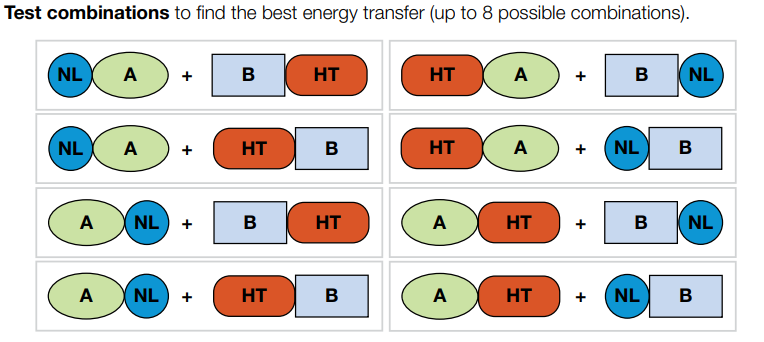 Test combinations to find the best energy transfer (up to 8 possible combinations).
NL A + B HT HT A + B NL
NL A + HT B HT A + NL B
A NL + B HT A HT + B NL
A NL + HT B A HT + NL B